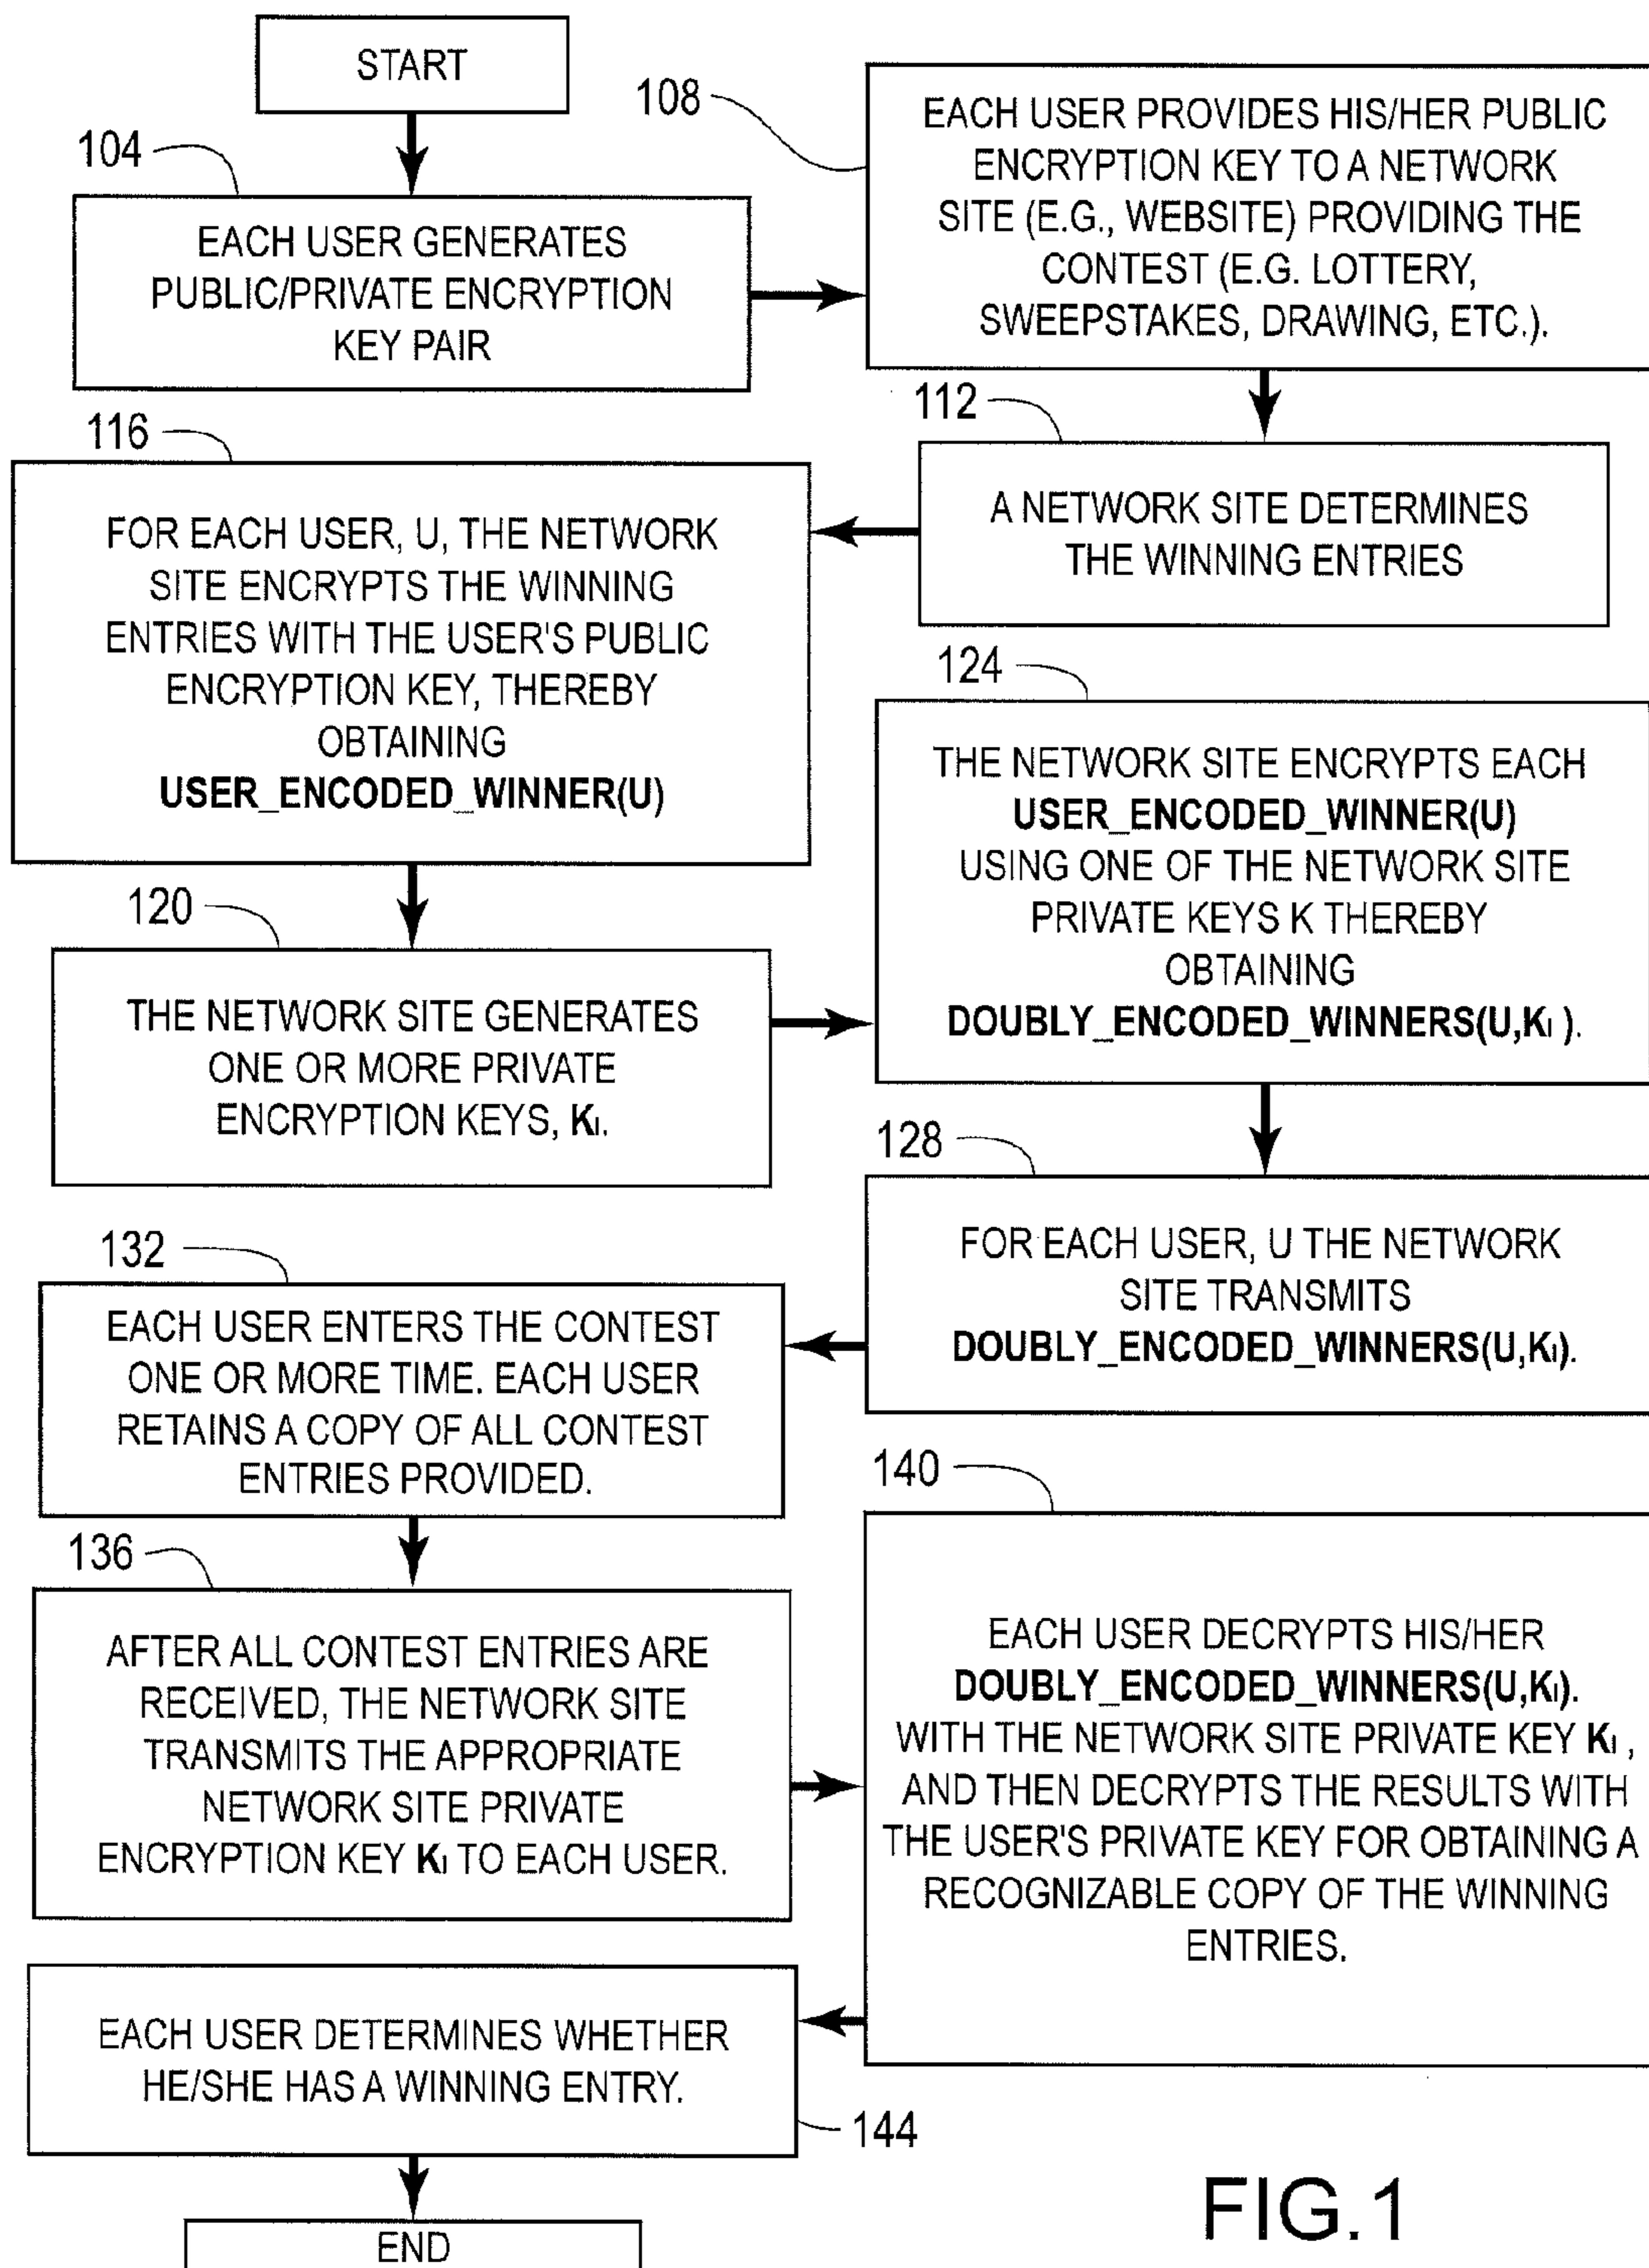 START
104
EACH USER GENERATES
PUBLIC/PRIVATE ENCRYPTION
KEY PAIR
108
EACH USER PROVIDES HIS/HER PUBLIC
ENCRYPTION KEY TO A NETWORK
SITE (E.G., WEBSITE) PROVIDING THE
CONTEST (E.G. LOTTERY,
SWEEPSTAKES, DRAWING, ETC.).
112
A NETWORK SITE DETERMINES
THE WINNING ENTRIES
116
FOR EACH USER, U, THE NETWORK
SITE ENCRYPTS THE WINNING
ENTRIES WITH THE USER'S PUBLIC
ENCRYPTION KEY, THEREBY
OBTAINING
USER_ENCODED_WINNER(U)
120
THE NETWORK SITE GENERATES
ONE OR MORE PRIVATE
ENCRYPTION KEYS, KI.
124
THE NETWORK SITE ENCRYPTS EACH
USER_ENCODED_WINNER(U)
USING ONE OF THE NETWORK SITE
PRIVATE KEYS K THEREBY
OBTAINING
DOUBLY_ENCODED_WINNERS(U,KI ).
128
FOR EACH USER, U THE NETWORK
SITE TRANSMITS
DOUBLY_ENCODED_WINNERS(U,KI).
132
EACH USER ENTERS THE CONTEST
ONE OR MORE TIME. EACH USER
RETAINS A COPY OF ALL CONTEST
ENTRIES PROVIDED.
136
AFTER ALL CONTEST ENTRIES ARE
RECEIVED, THE NETWORK SITE
TRANSMITS THE APPROPRIATE
NETWORK SITE PRIVATE
ENCRYPTION KEY KI TO EACH USER.
140
EACH USER DECRYPTS HIS/HER
DOUBLY_ENCODED_WINNERS(U,KI).
WITH THE NETWORK SITE PRIVATE KEY KI ,
AND THEN DECRYPTS THE RESULTS WITH
THE USER'S PRIVATE KEY FOR OBTAINING A
RECOGNIZABLE COPY OF THE WINNING
ENTRIES.
EACH USER DETERMINES WHETHER
HE/SHE HAS A WINNING ENTRY.
144
END
FIG.1